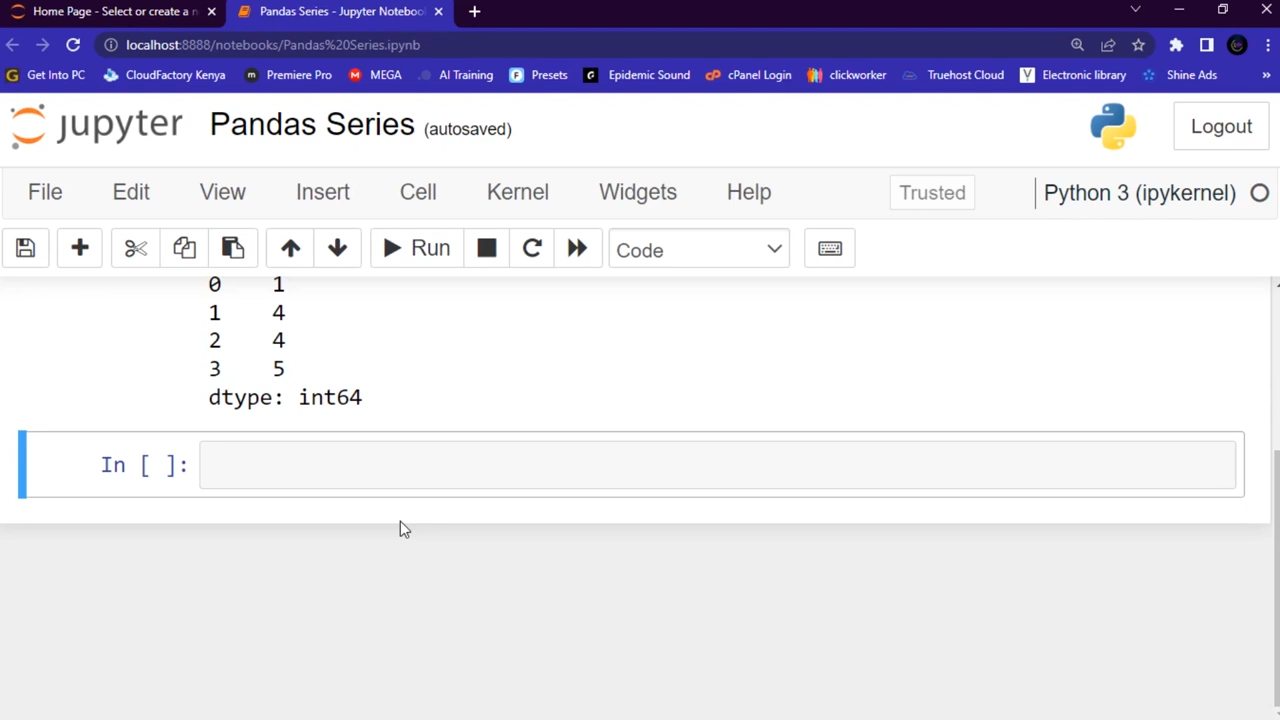 Home Page - Select or create a n
Pandas Series - Jupyter Noteboo
localhost:8888/notebooks/Pandas%20Series.ipynb
Get Into PC
CloudFactory Kenya
Premiere Pro
MEGA
AI Training
Presets
Epidemic Sound
cPanel Login
clickworker
Truehost Cloud
Electronic library
Shine Ads
»
jupyter Pandas Series (autosaved)
Logout
File Edit View Insert Cell Kernel Widgets Help
Trusted
Python 3 (ipykernel)
Run
Code
0 1
1 4
2 4
3 5
dtype: int64
In [ ]: